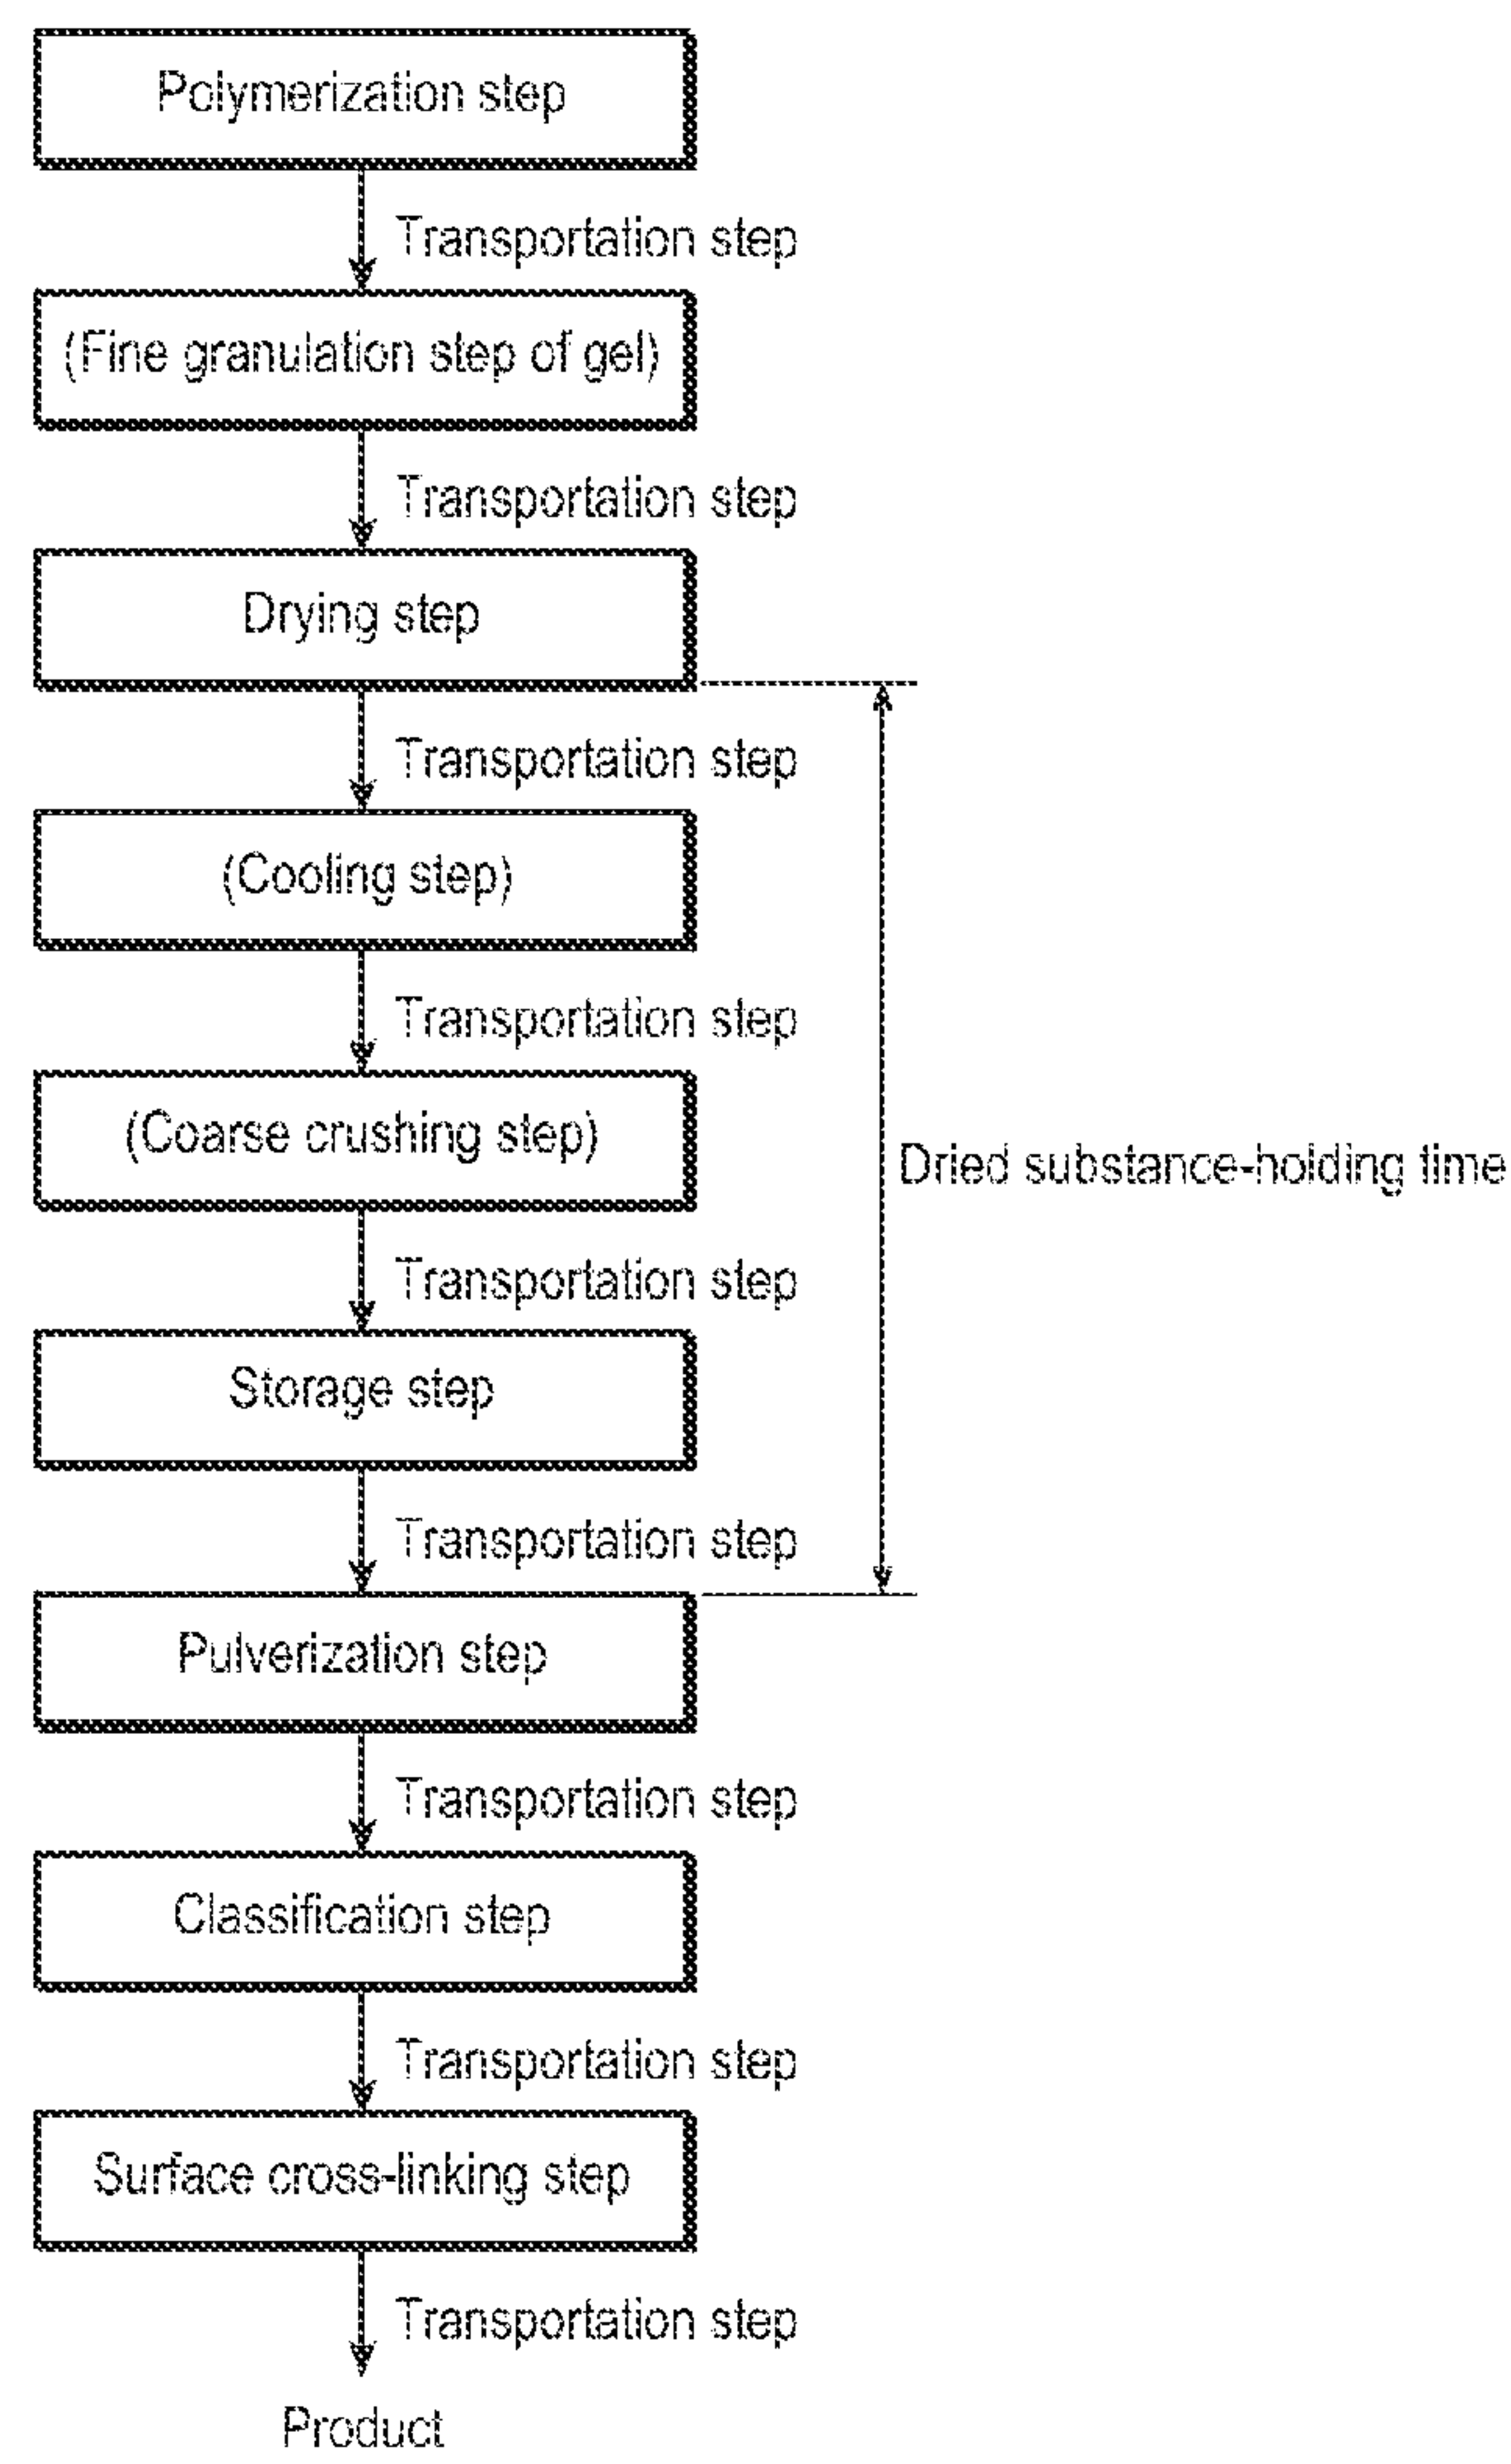 Polymerization step
Transportation step
(Fine granulation step of gel)
Transportation step
Drying step
Transportation step
(Cooling step)
Transportation step
(Coarse crushing step)
Dried substance-holding time
Transportation step
Storage step
Transportation step
Pulverization step
Transportation step
Classification step
Transportation step
Surface cross-linking step
Transportation step
Product